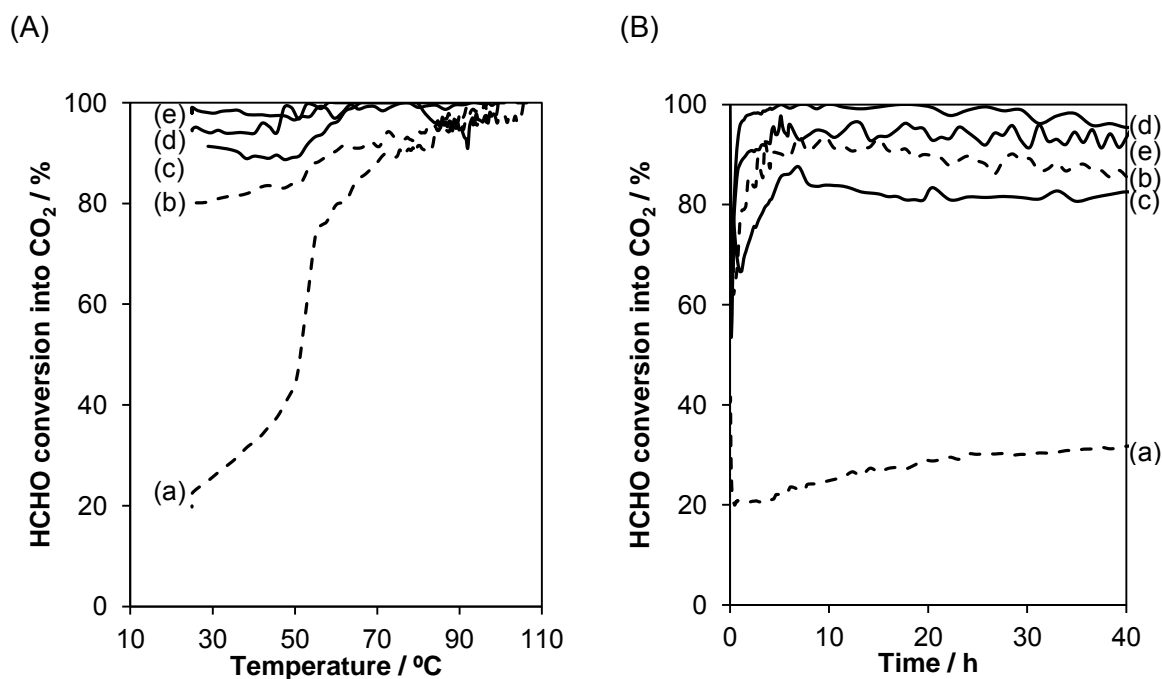 (A)
HCHO conversion into CO2 / %
100
80
60
40
20
0
(e)
(d)
(c)
(b)
(a)
10 30 50 70 90 110
Temperature / ºC
(B)
HCHO conversion into CO2 / %
100
80
60
40
20
0
(d)
(e)
(b)
(c)
(a)
0 10 20 30 40
Time / h